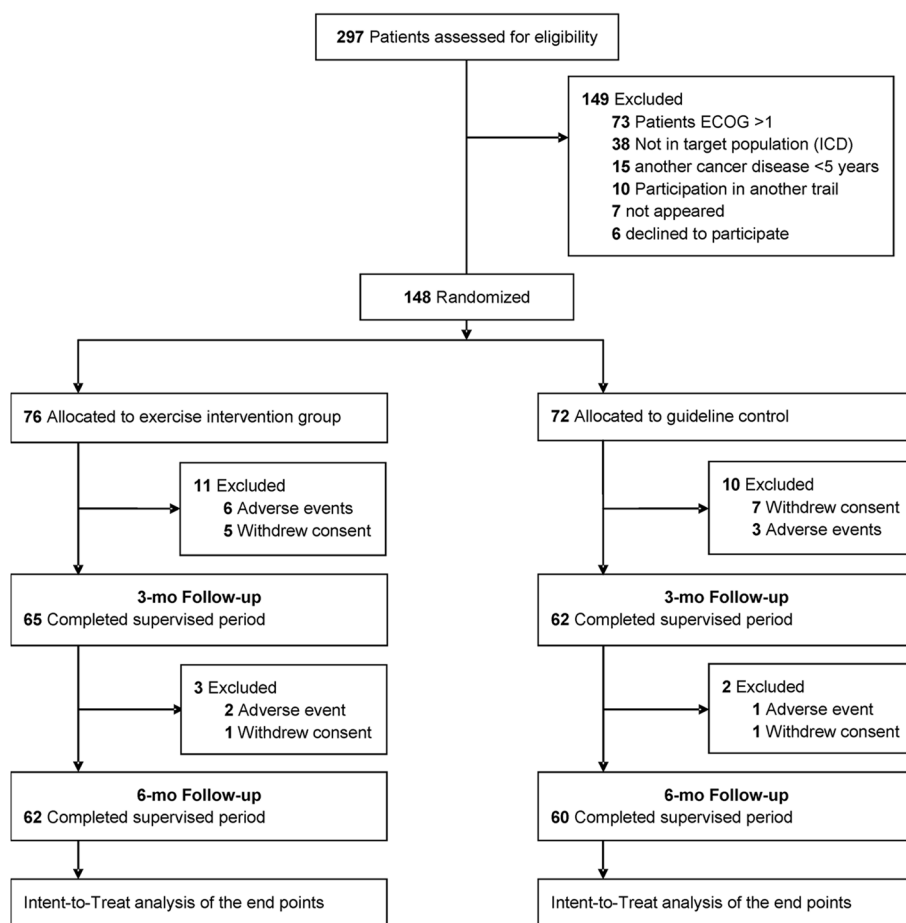 297 Patients assessed for eligibility
149 Excluded
73 Patients ECOG >1
38 Not in target population (ICD)
15 another cancer disease <5 years
10 Participation in another trail
7 not appeared
6 declined to participate
148 Randomized
76 Allocated to exercise intervention group
72 Allocated to guideline control
11 Excluded
6 Adverse events
5 Withdrew consent
10 Excluded
7 Withdrew consent
3 Adverse events
3-mo Follow-up
65 Completed supervised period
3-mo Follow-up
62 Completed supervised period
3 Excluded
2 Adverse event
1 Withdrew consent
2 Excluded
1 Adverse event
1 Withdrew consent
6-mo Follow-up
62 Completed supervised period
6-mo Follow-up
60 Completed supervised period
Intent-to-Treat analysis of the end points
Intent-to-Treat analysis of the end points